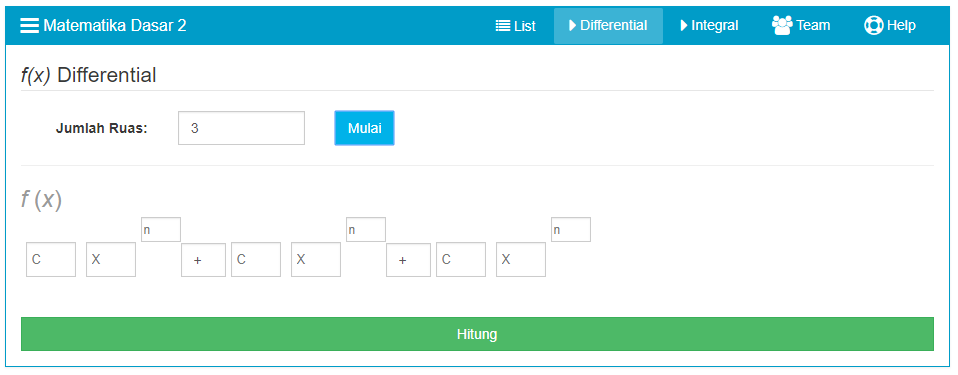 Matematika Dasar 2 List Differential Integral Team Help
f(x) Differential
Jumlah Ruas: 3 Mulai
f (x)
n n n
C X + C X + C X
Hitung